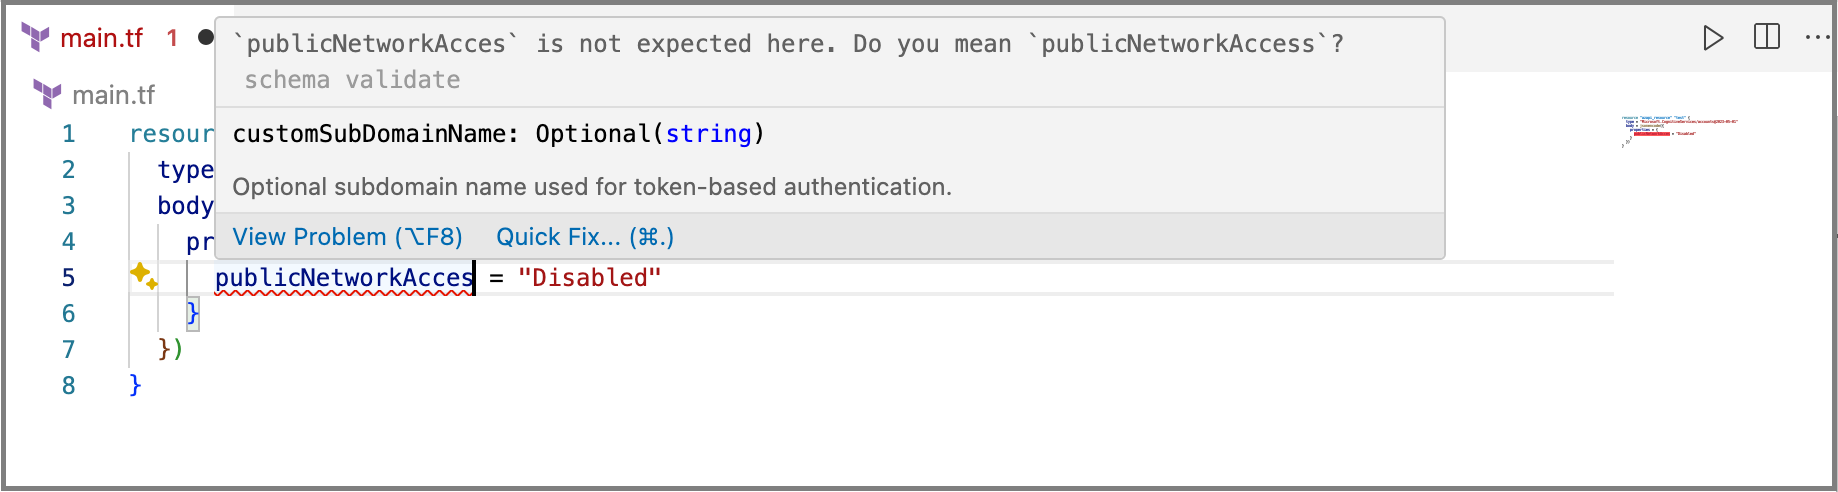 main.tf 1
`publicNetworkAcces` is not expected here. Do you mean `publicNetworkAccess`?
schema validate
main.tf
customSubDomainName: Optional(string)
Optional subdomain name used for token-based authentication.
View Problem (⌥F8) Quick Fix... (⌘.)
1 resour
2 type
3 body
4 pr
5 publicNetworkAcces = "Disabled"
6 }
7 })
8 }